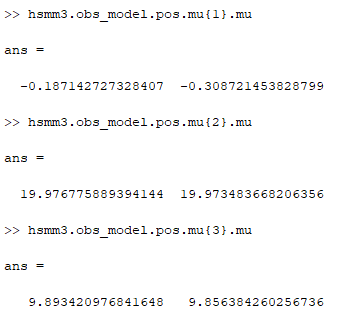 >> hsmm3.obs_model.pos.mu{1}.mu
ans =
-0.187142727328407 -0.308721453828799
>> hsmm3.obs_model.pos.mu{2}.mu
ans =
19.976775889394144 19.973483668206356
>> hsmm3.obs_model.pos.mu{3}.mu
ans =
9.893420976841648 9.856384260256736